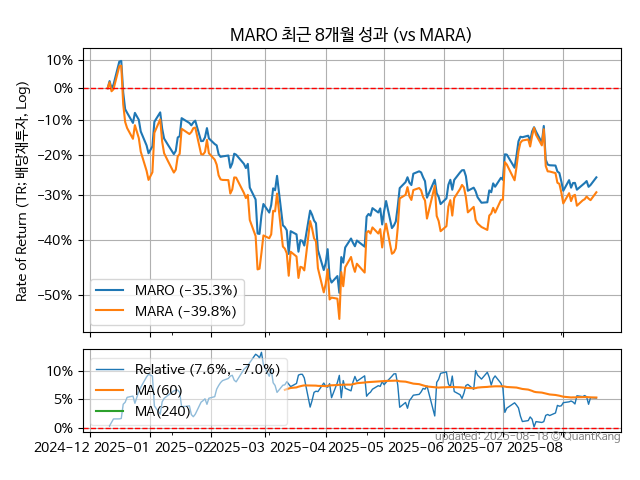 MARO 최근 8개월 성과 (vs MARA)
Rate of Return (TR: 배당재투자, Log)
10%
0%
−10%
−20%
−30%
−40%
−50%
MARO (−35.3%)
MARA (−39.8%)
10%
5%
0%
Relative (7.6%, −7.0%)
MA(60)
MA(240)
updated: 2025-08-18 © QuantKang
2024−12 2025−01 2025−02 2025−03 2025−04 2025−05 2025−06 2025−07 2025−08